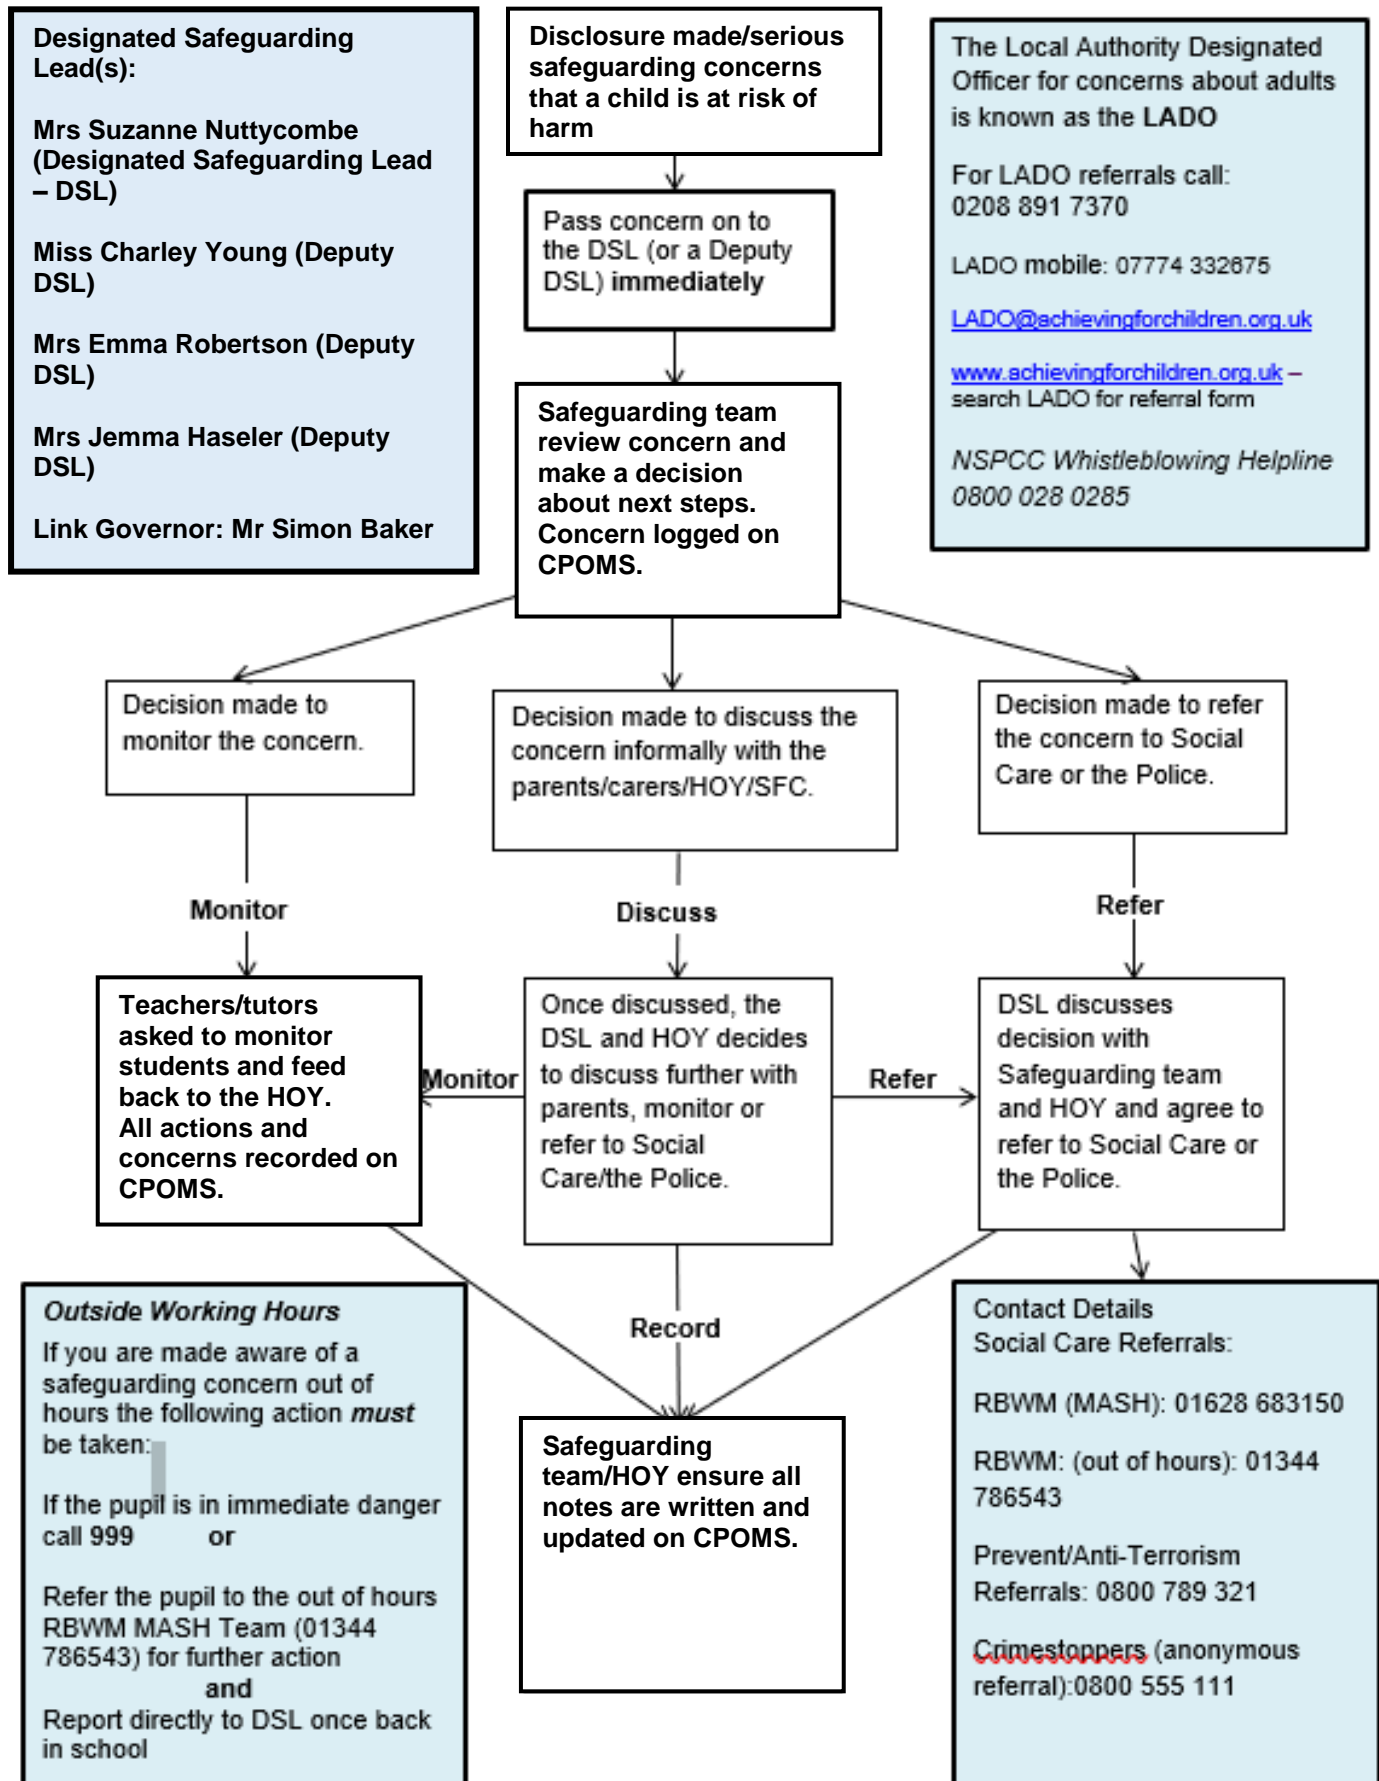 Designated Safeguarding
Lead(s):
Mrs Suzanne Nuttycombe
(Designated Safeguarding Lead
– DSL)
Miss Charley Young (Deputy
DSL)
Mrs Emma Robertson (Deputy
DSL)
Mrs Jemma Haseler (Deputy
DSL)
Link Governor: Mr Simon Baker
Disclosure made/serious
safeguarding concerns
that a child is at risk of
harm
Pass concern on to
the DSL (or a Deputy
DSL) immediately
Safeguarding team
review concern and
make a decision
about next steps.
Concern logged on
CPOMS.
The Local Authority Designated
Officer for concerns about adults
is known as the LADO
For LADO referrals call:
0208 891 7370
LADO mobile: 07774 332675
LADO@achievingforchildren.org.uk
www.achievingforchildren.org.uk –
search LADO for referral form
NSPCC Whistleblowing Helpline
0800 028 0285
Decision made to
monitor the concern.
Decision made to discuss the
concern informally with the
parents/carers/HOY/SFC.
Decision made to refer
the concern to Social
Care or the Police.
Monitor
Discuss
Refer
Teachers/tutors
asked to monitor
students and feed
back to the HOY.
All actions and
concerns recorded on
CPOMS.
Monitor
Once discussed, the
DSL and HOY decides
to discuss further with
parents, monitor or
refer to Social
Care/the Police.
Refer
DSL discusses
decision with
Safeguarding team
and HOY and agree to
refer to Social Care or
the Police.
Outside Working Hours
If you are made aware of a
safeguarding concern out of
hours the following action must
be taken:
If the pupil is in immediate danger
call 999 or
Refer the pupil to the out of hours
RBWM MASH Team (01344
786543) for further action
and
Report directly to DSL once back
in school
Record
Safeguarding
team/HOY ensure all
notes are written and
updated on CPOMS.
Contact Details
Social Care Referrals:
RBWM (MASH): 01628 683150
RBWM: (out of hours): 01344
786543
Prevent/Anti-Terrorism
Referrals: 0800 789 321
Crimestoppers (anonymous
referral):0800 555 111